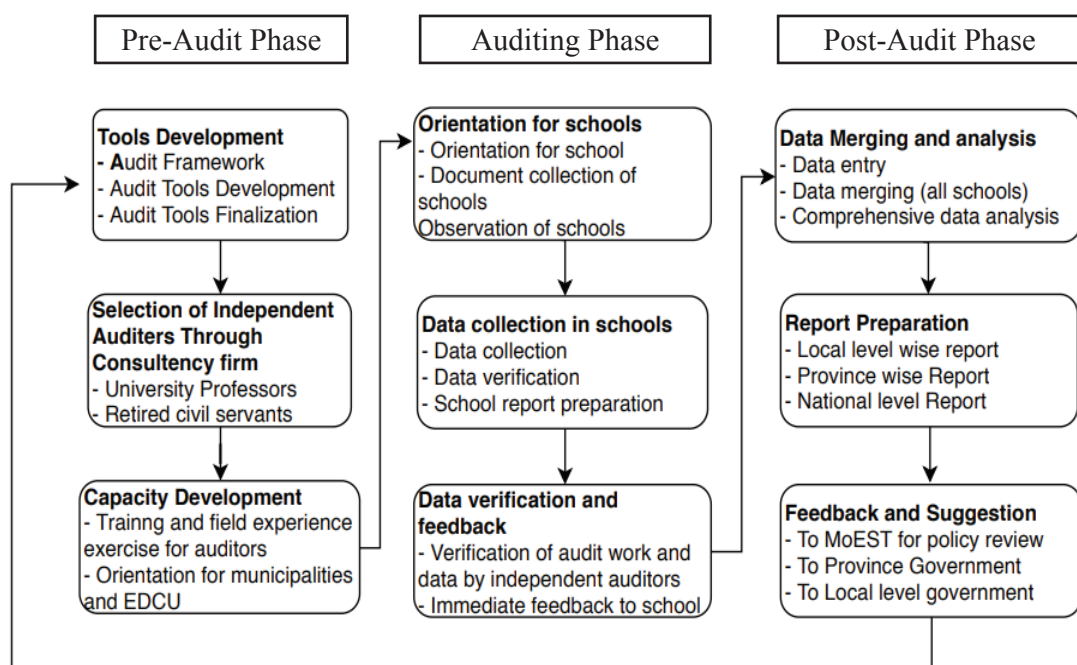 Pre-Audit Phase
Auditing Phase
Post-Audit Phase
Tools Development
- Audit Framework
- Audit Tools Development
- Audit Tools Finalization
Selection of Independent
Auditers Through
Consultency firm
- University Professors
- Retired civil servants
Capacity Development
- Trainng and field experience
exercise for auditors
- Orientation for municipalities
and EDCU
Orientation for schools
- Orientation for school
- Document collection of
schools
Observation of schools
Data collection in schools
- Data collection
- Data verification
- School report preparation
Data verification and
feedback
- Verification of audit work and
data by independent auditors
- Immediate feedback to school
Data Merging and analysis
- Data entry
- Data merging (all schools)
- Comprehensive data analysis
Report Preparation
- Local level wise report
- Province wise Report
- National level Report
Feedback and Suggestion
- To MoEST for policy review
- To Province Government
- To Local level government